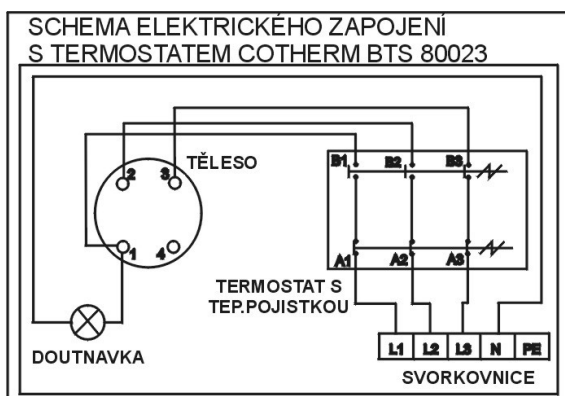 SCHEMA ELEKTRICKÉHO ZAPOJENÍ
S TERMOSTATEM COTHERM BTS 80023
TĚLESO
2
3
1
4
B1
B2
B3
A1
A2
A3
TERMOSTAT S
TEP.POJISTKOU
DOUTNAVKA
L1 L2 L3 N PE
SVORKOVNICE